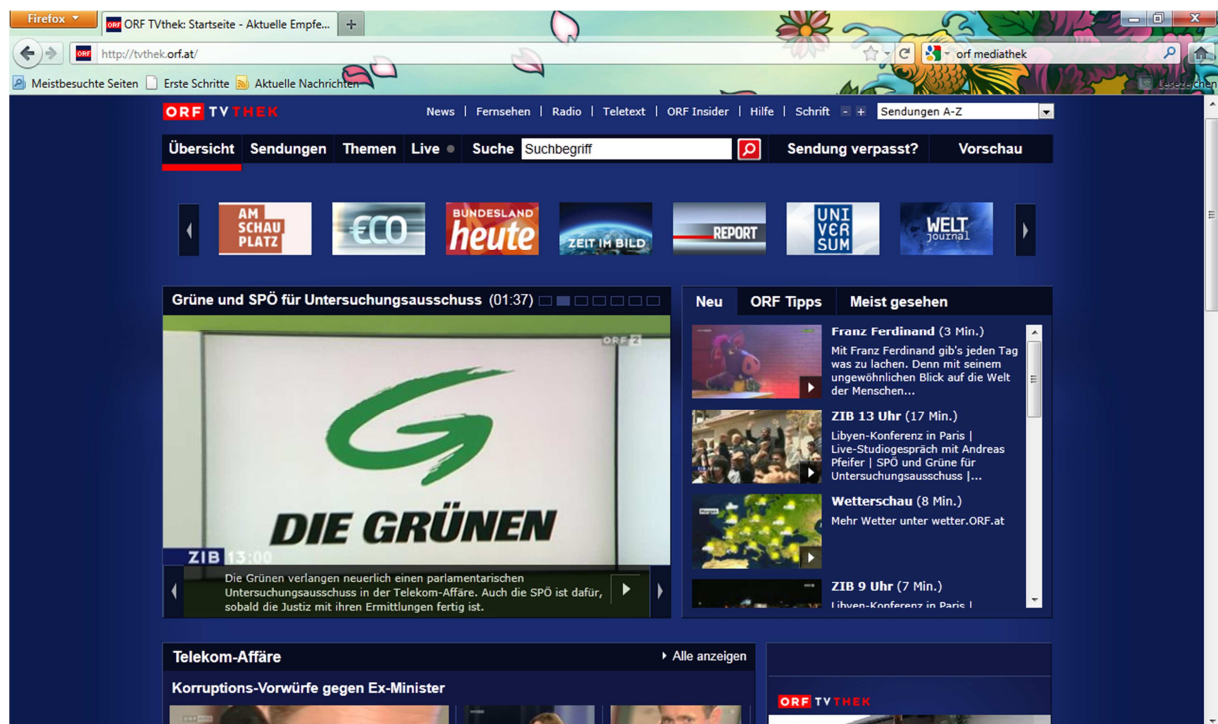 Firefox
ORF ORF TVthek: Startseite - Aktuelle Empfe... +
ORF http://tvthek.orf.at/
orf mediathek
Meistbesuchte Seiten Erste Schritte Aktuelle Nachrichten
Lesezeichen
ORF TVTHEK
News | Fernsehen | Radio | Teletext | ORF Insider | Hilfe | Schrift - + Sendungen A-Z
Übersicht Sendungen Themen Live Suche Suchbegriff Sendung verpasst? Vorschau
AM
SCHAU
PLATZ
€CO
BUNDESLAND
heute
ZEIT IM BILD
REPORT
UNI
VER
SUM
WELT
journal
Grüne und SPÖ für Untersuchungsausschuss (01:37)
ORF 2
DIE GRÜNEN
ZIB 13:00
Die Grünen verlangen neuerlich einen parlamentarischen
Untersuchungsausschuss in der Telekom-Affäre. Auch die SPÖ ist dafür,
sobald die Justiz mit ihren Ermittlungen fertig ist.
Neu ORF Tipps Meist gesehen
Franz Ferdinand (3 Min.)
Mit Franz Ferdinand gib's jeden Tag
was zu lachen. Denn mit seinem
ungewöhnlichen Blick auf die Welt
der Menschen...
ZIB 13 Uhr (17 Min.)
Libyen-Konferenz in Paris |
Live-Studiogespräch mit Andreas
Pfeifer | SPÖ und Grüne für
Untersuchungsausschuss |...
Wetterschau (8 Min.)
Mehr Wetter unter wetter.ORF.at
ZIB 9 Uhr (7 Min.)
Libyen-Konferenz in Paris |
Telekom-Affäre
Alle anzeigen
Korruptions-Vorwürfe gegen Ex-Minister
ORF TVTHEK